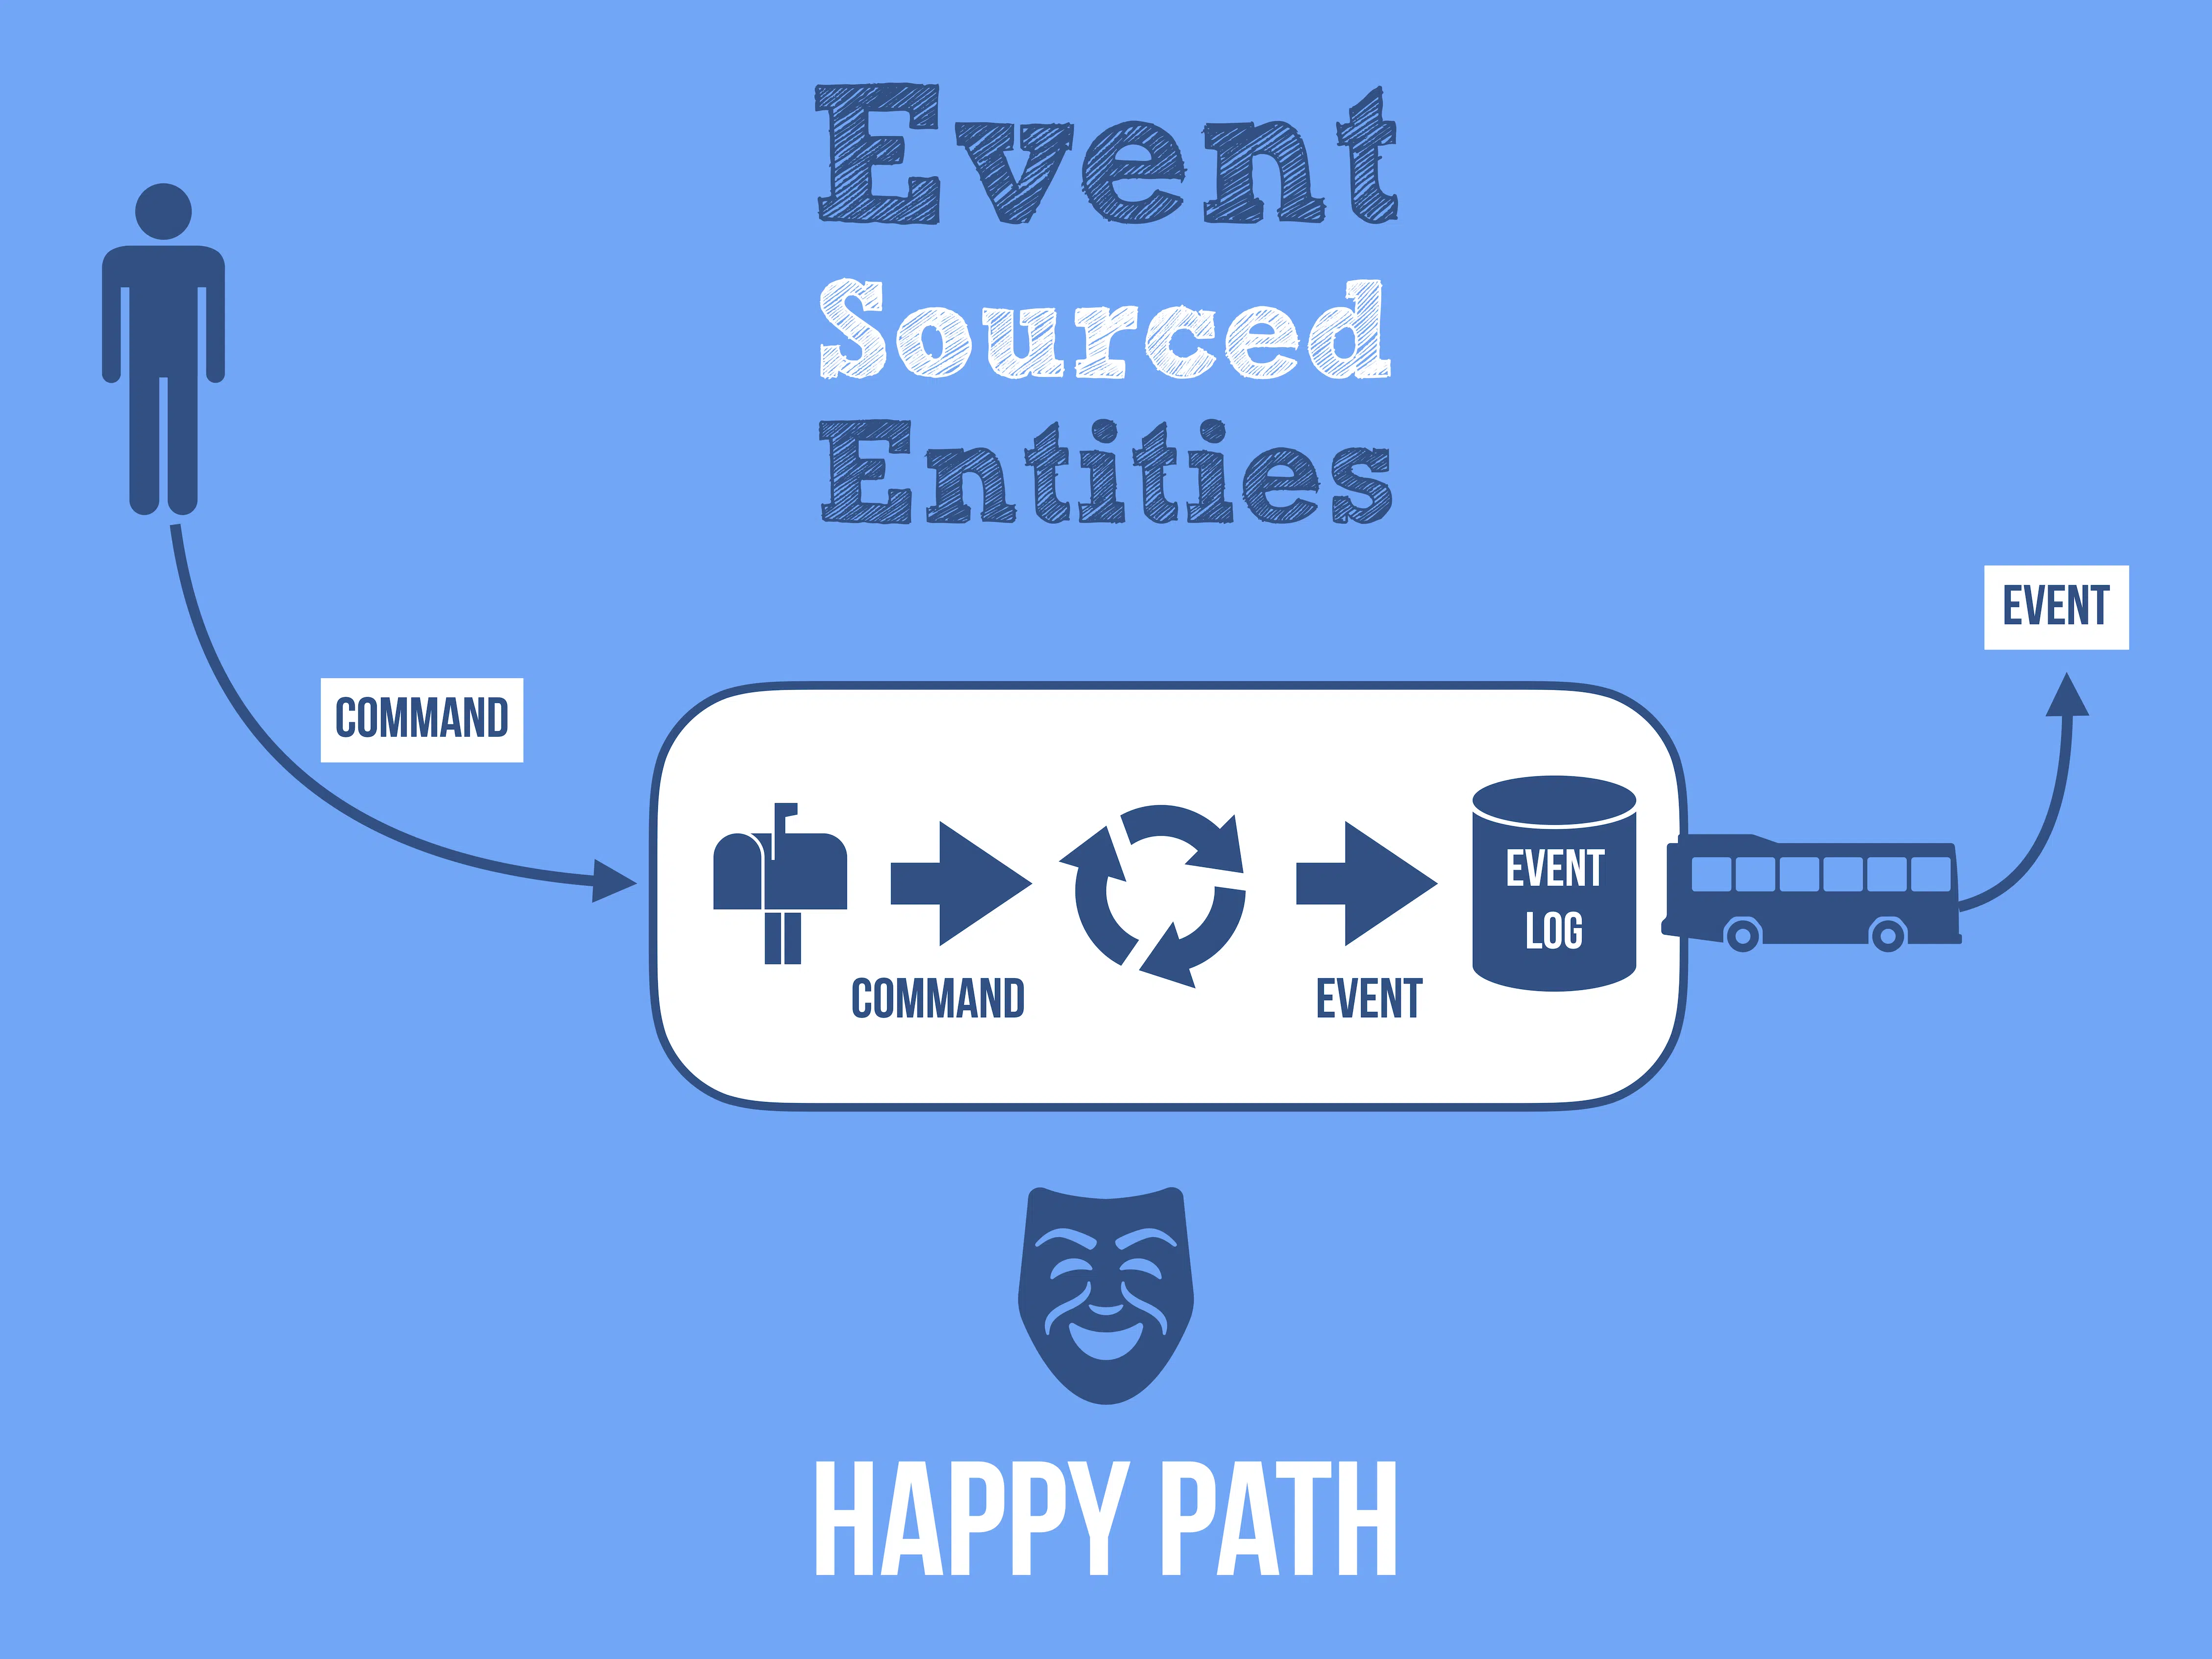 Event
Sourced
Entities
EVENT
COMMAND
EVENT
LOG
COMMAND
EVENT
HAPPY PATH